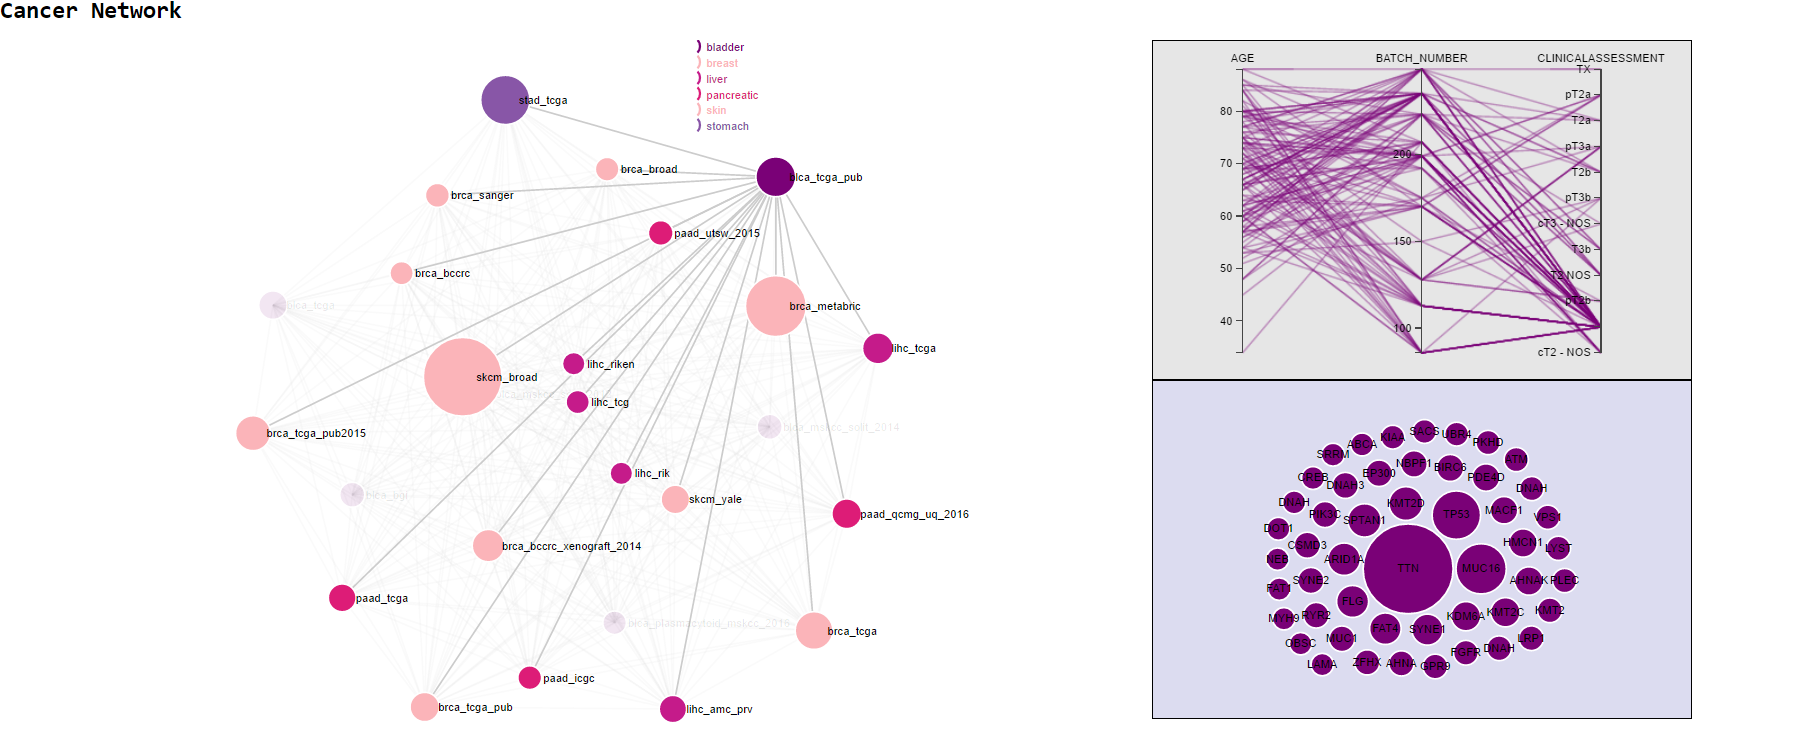 Cancer Network
bladder
breast
liver
pancreatic
skin
stomach
stad_tcga
brca_broad
blca_tcga_pub
brca_sanger
paad_utsw_2015
brca_bccrc
blca_tcga
brca_metabric
lihc_tcga
lihc_riken
skcm_broad
lihc_tcg
blca_mskcc_solit_2014
brca_tcga_pub2015
lihc_rik
blca_bgi
skcm_yale
paad_qcmg_uq_2016
brca_bccrc_xenograft_2014
paad_tcga
blca_plasmacytoid_mskcc_2016
brca_tcga
paad_icgc
brca_tcga_pub
lihc_amc_prv
AGE
BATCH_NUMBER
CLINICALASSESSMENT
80
70
60
50
40
200
150
100
TX
pT2a
T2a
pT3a
T2b
pT3b
cT3 - NOS
T3b
T2 NOS
pT2b
cT2 - NOS
SACS
UBR4
KIAA
PKHD
ABCA
SRRM
ATM
NBPF1
BIRC6
EP300
PDE4D
CREB
DNAH3
DNAH
DNAH
KMT2D
MACF1
PIK3C
TP53
VPS1
SPTAN1
DOT1
HMCN1
CSMD3
LYST
NEB
ARID1A
TTN
MUC16
SYNE2
AHNAK
PLEC
FAT1
FLG
KMT2
MYH9
RYR2
KDM6A
KMT2C
FAT4
SYNE1
MUC1
LRP1
OBSC
DNAH
FGFR
LAMA
ZFHX
AHNA
GPR9